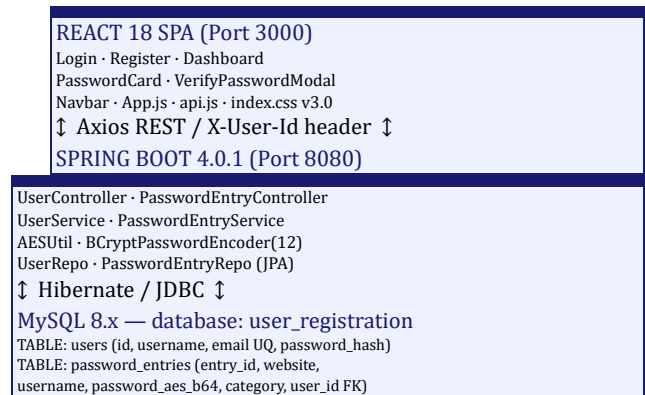 REACT 18 SPA (Port 3000)
Login · Register · Dashboard
PasswordCard · VerifyPasswordModal
Navbar · App.js · api.js · index.css v3.0
↕ Axios REST / X-User-Id header ↕
SPRING BOOT 4.0.1 (Port 8080)
UserController · PasswordEntryController
UserService · PasswordEntryService
AESUtil · BCryptPasswordEncoder(12)
UserRepo · PasswordEntryRepo (JPA)
↕ Hibernate / JDBC ↕
MySQL 8.x — database: user_registration
TABLE: users (id, username, email UQ, password_hash)
TABLE: password_entries (entry_id, website,
username, password_aes_b64, category, user_id FK)